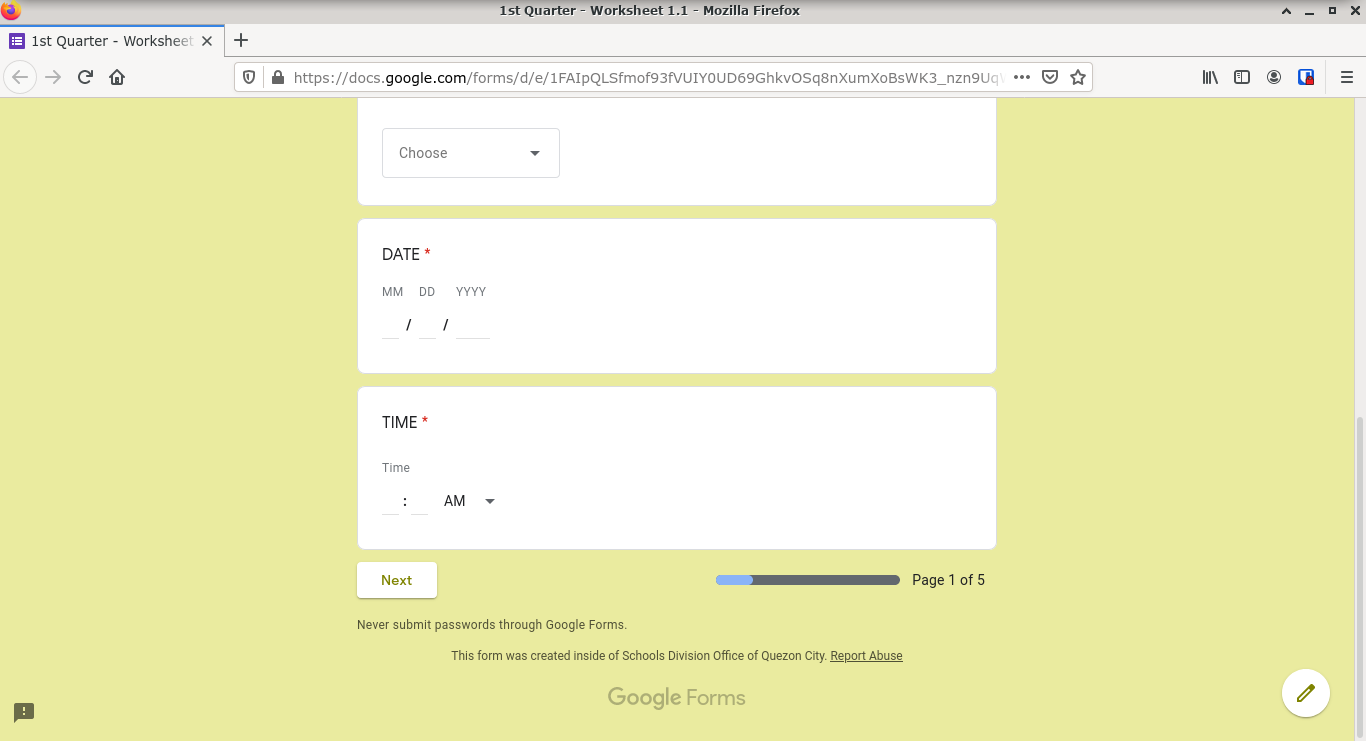 1st Quarter - Worksheet 1.1 - Mozilla Firefox
1st Quarter - Worksheet
https://docs.google.com/forms/d/e/1FAIpQLSfmof93fVUIY0UD69GhkvOSq8nXumXoBsWK3_nzn9Uq
Choose
DATE *
MM DD YYYY
/ /
TIME *
Time
: AM
Next
Page 1 of 5
Never submit passwords through Google Forms.
This form was created inside of Schools Division Office of Quezon City. Report Abuse
Google Forms